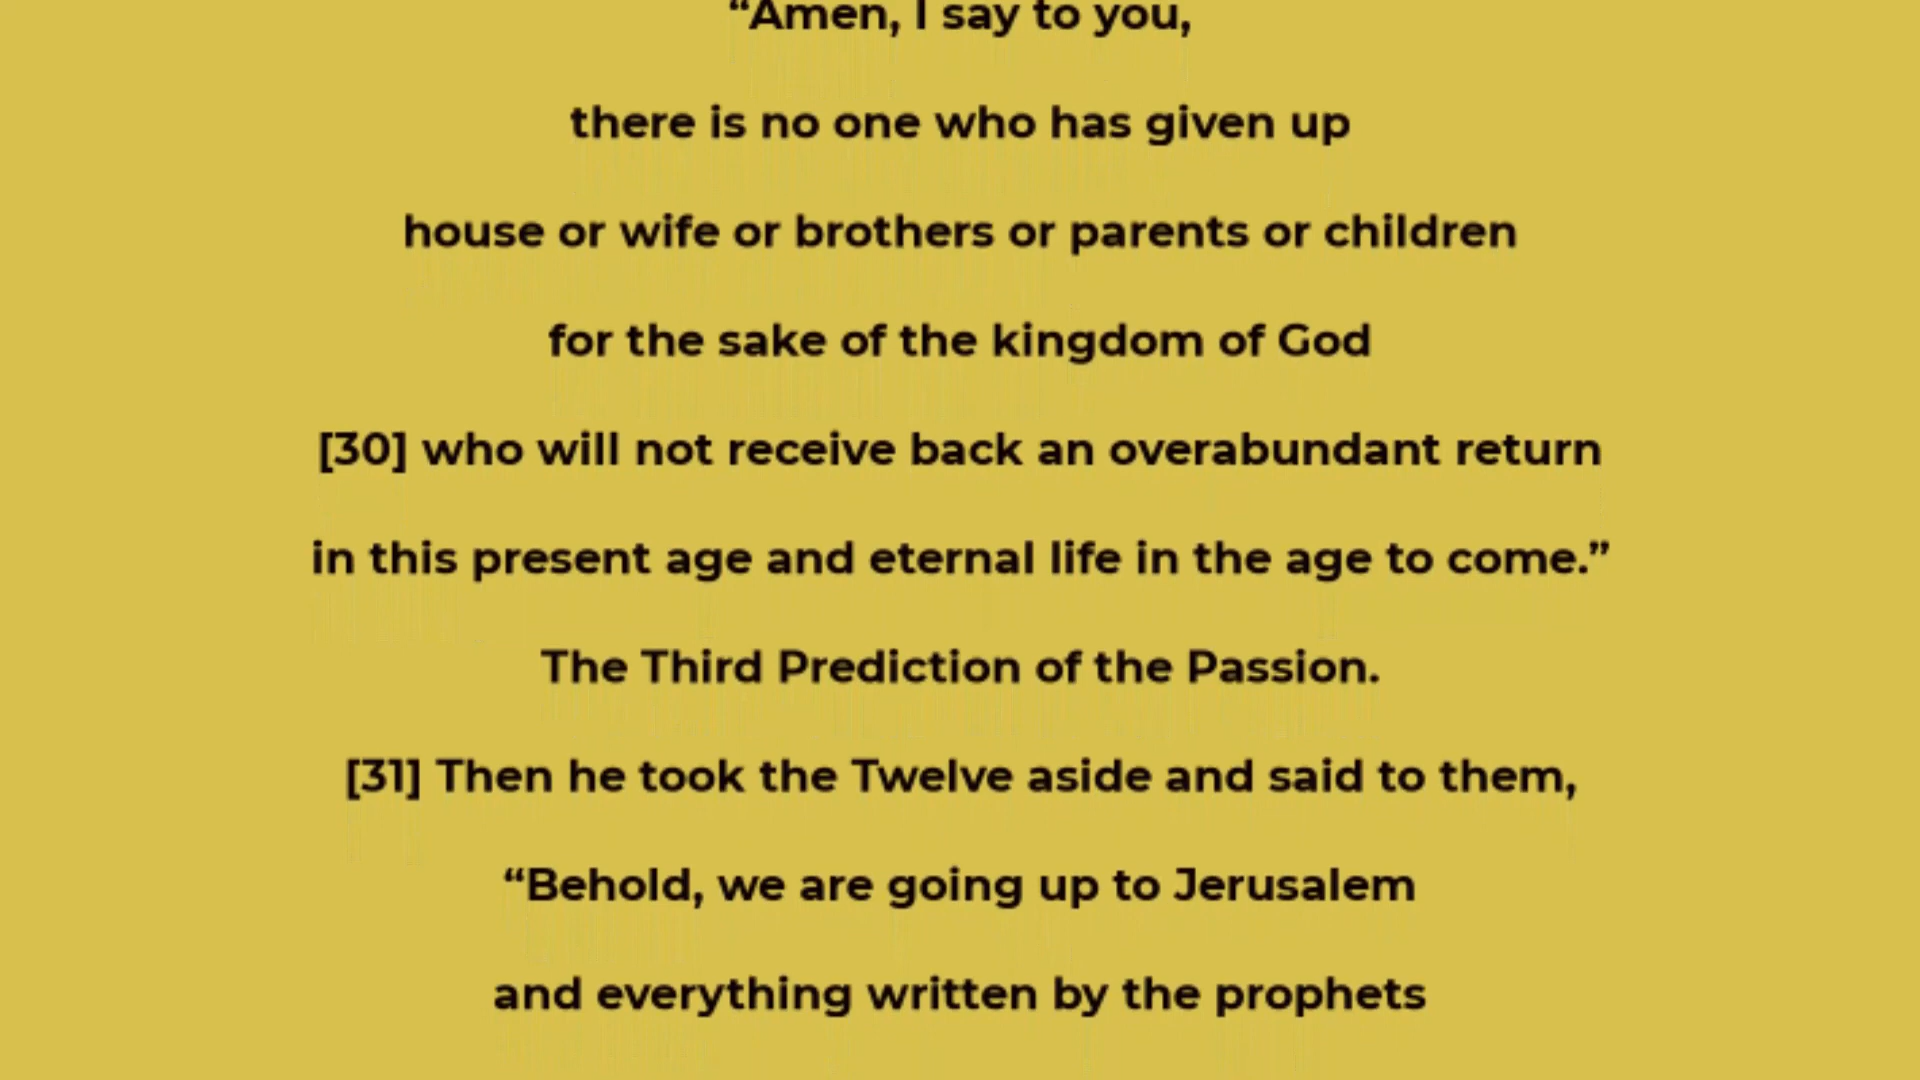 “Amen, I say to you,
there is no one who has given up
house or wife or brothers or parents or children
for the sake of the kingdom of God
[30] who will not receive back an overabundant return
in this present age and eternal life in the age to come.”
The Third Prediction of the Passion.
[31] Then he took the Twelve aside and said to them,
“Behold, we are going up to Jerusalem
and everything written by the prophets